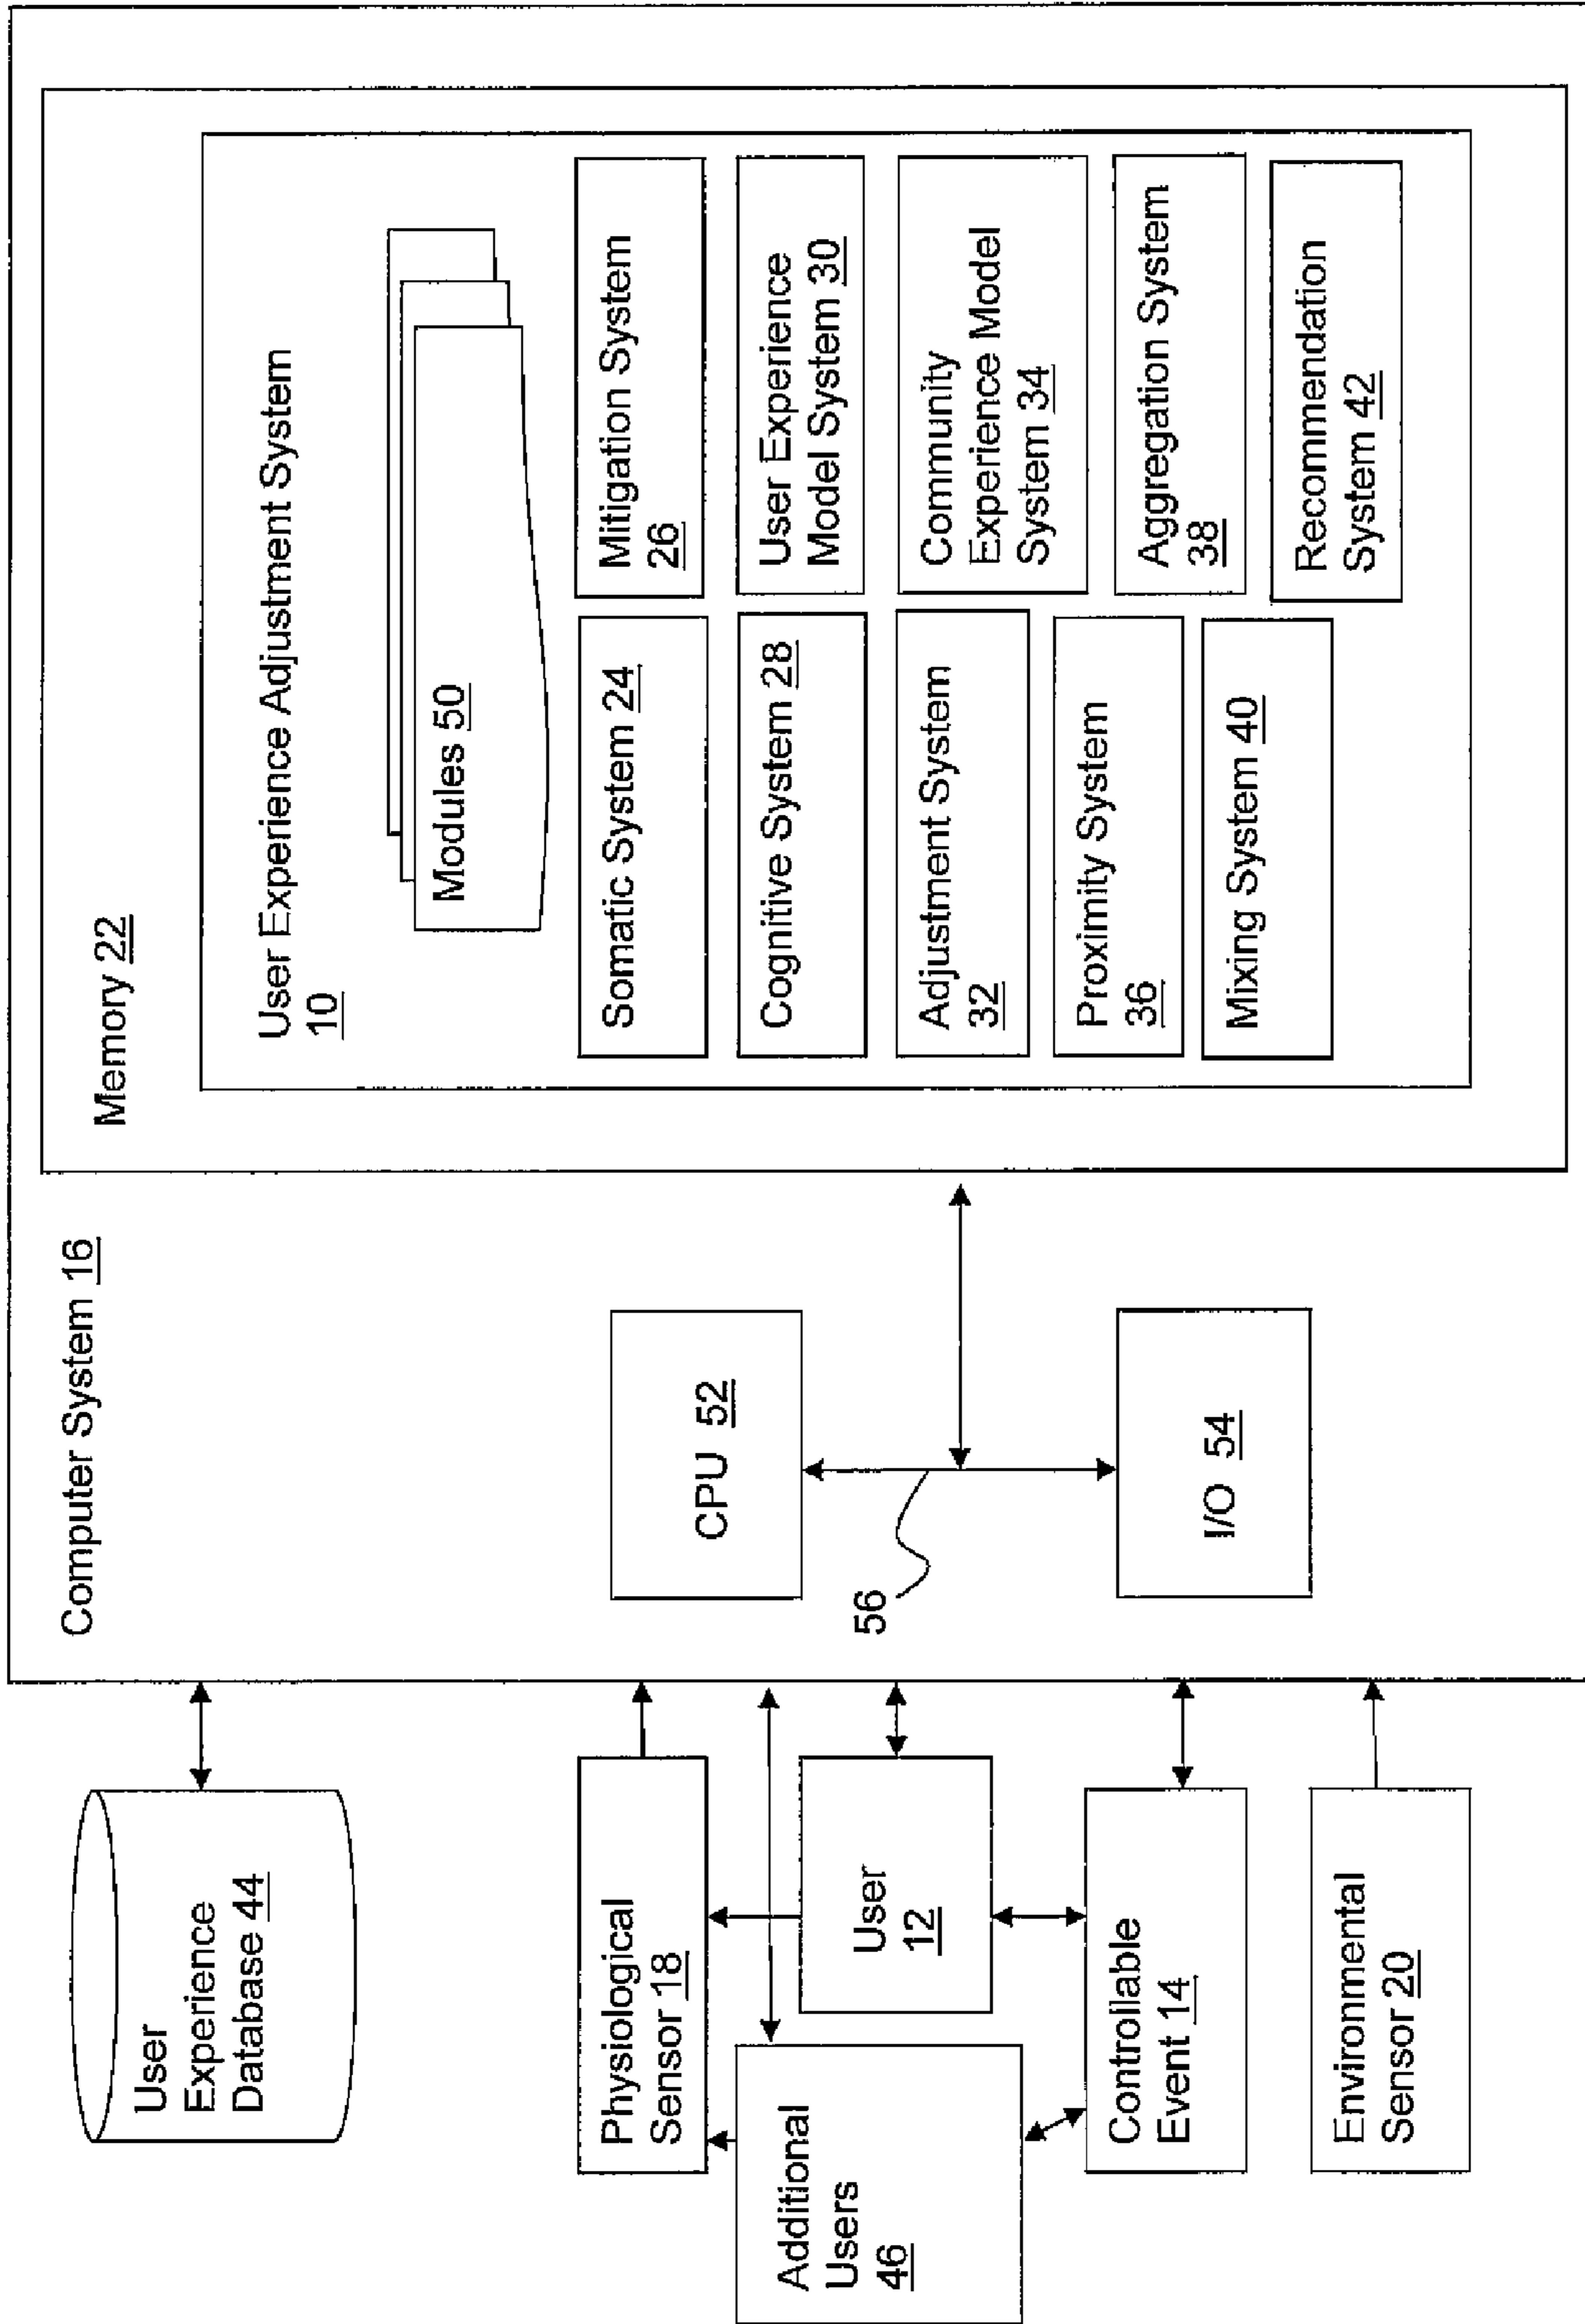 Computer System 16
Memory 22
User Experience Adjustment System
10
Modules 50
Somatic System 24
Mitigation System
26
Cognitive System 28
User Experience
Model System 30
Adjustment System
32
Community
Experience Model
System 34
Proximity System
36
Aggregation System
38
Mixing System 40
Recommendation
System 42
CPU 52
56
I/O 54
User
Experience
Database 44
Physiological
Sensor 18
User
12
Additional
Users
46
Controllable
Event 14
Environmental
Sensor 20